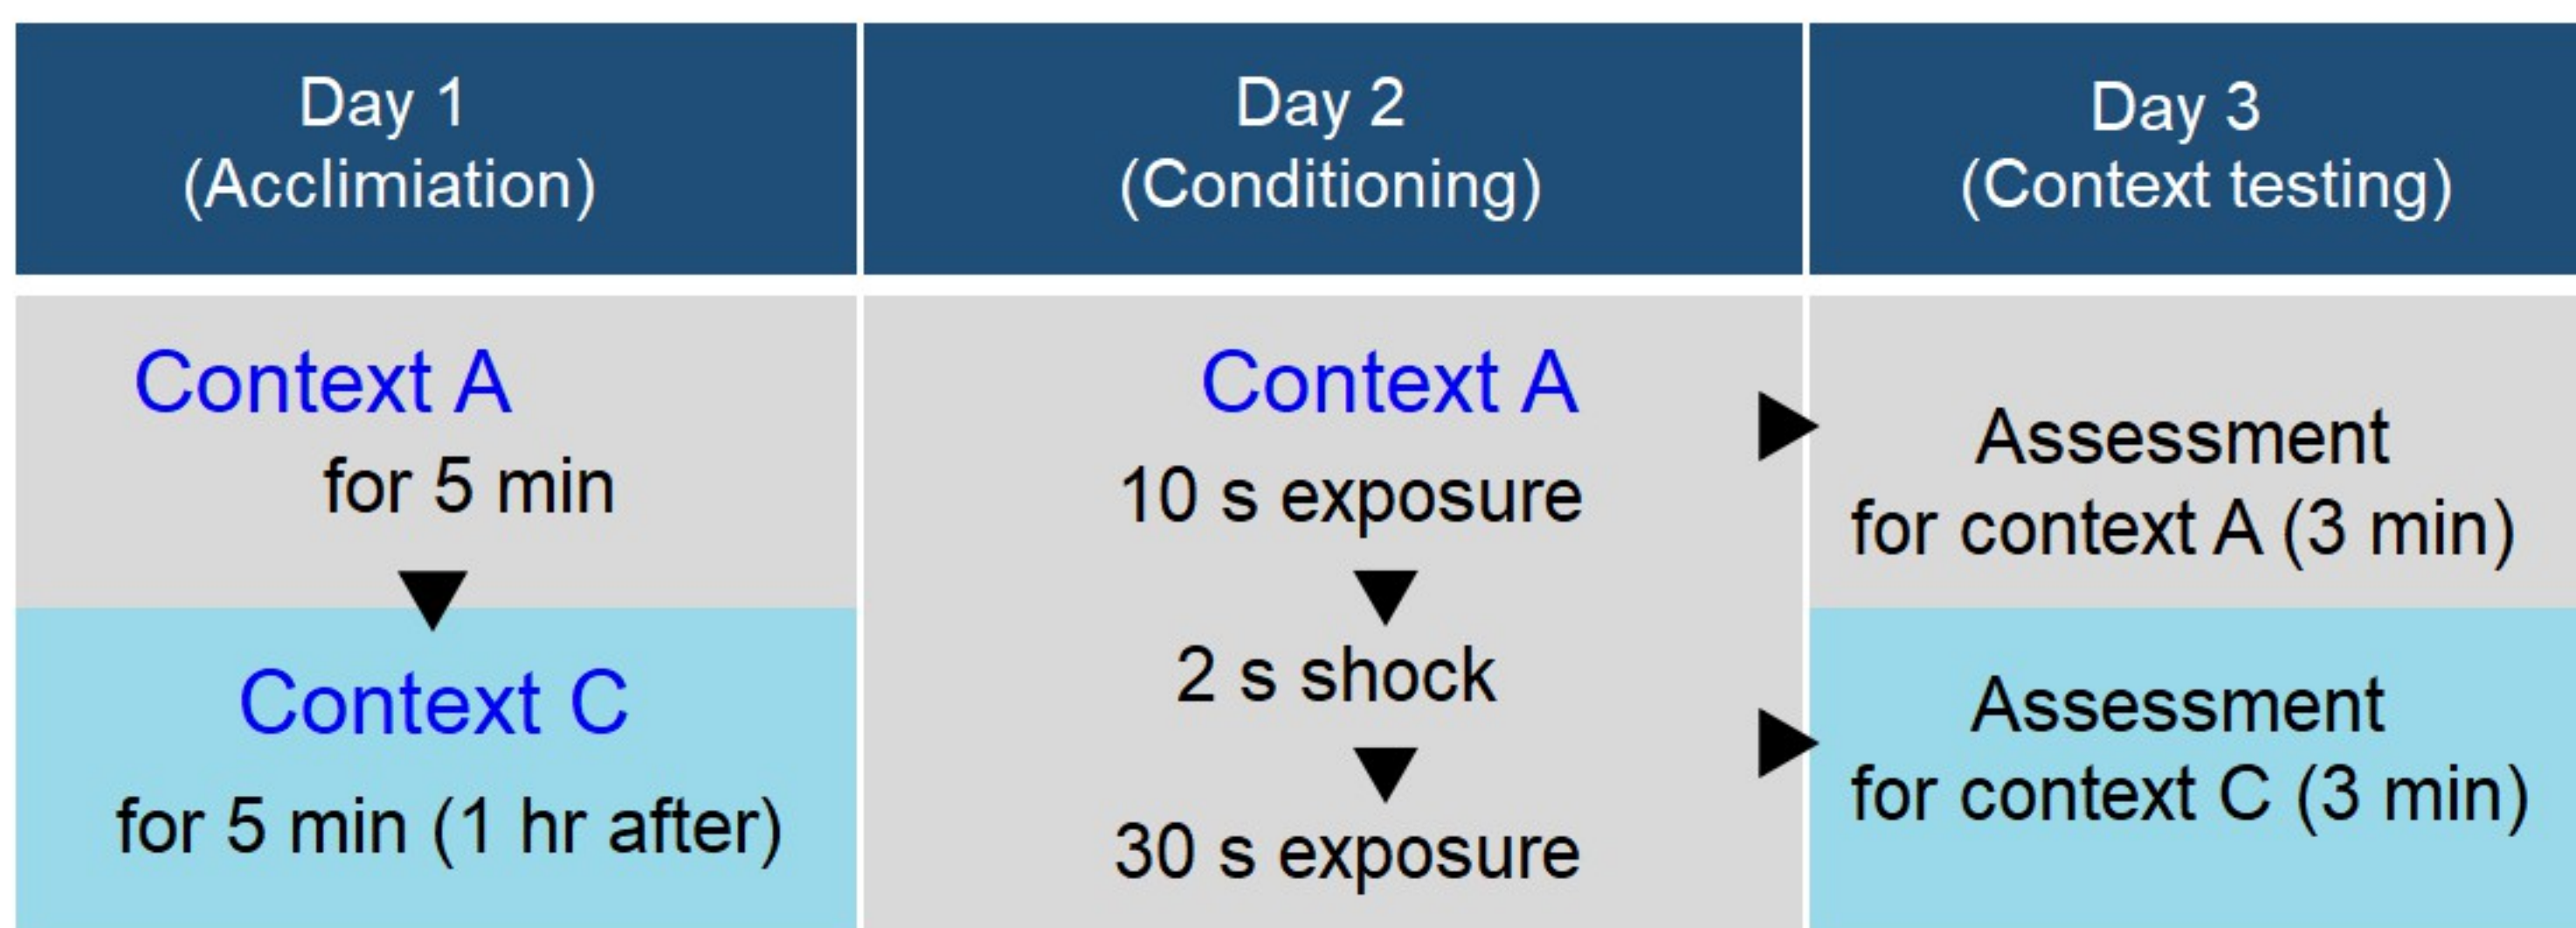 Day 1
(Acclimiation)
Day 2
(Conditioning)
Day 3
(Context testing)
Context A
for 5 min
Context C
for 5 min (1 hr after)
Context A
10 s exposure
2 s shock
30 s exposure
Assessment
for context A (3 min)
Assessment
for context C (3 min)